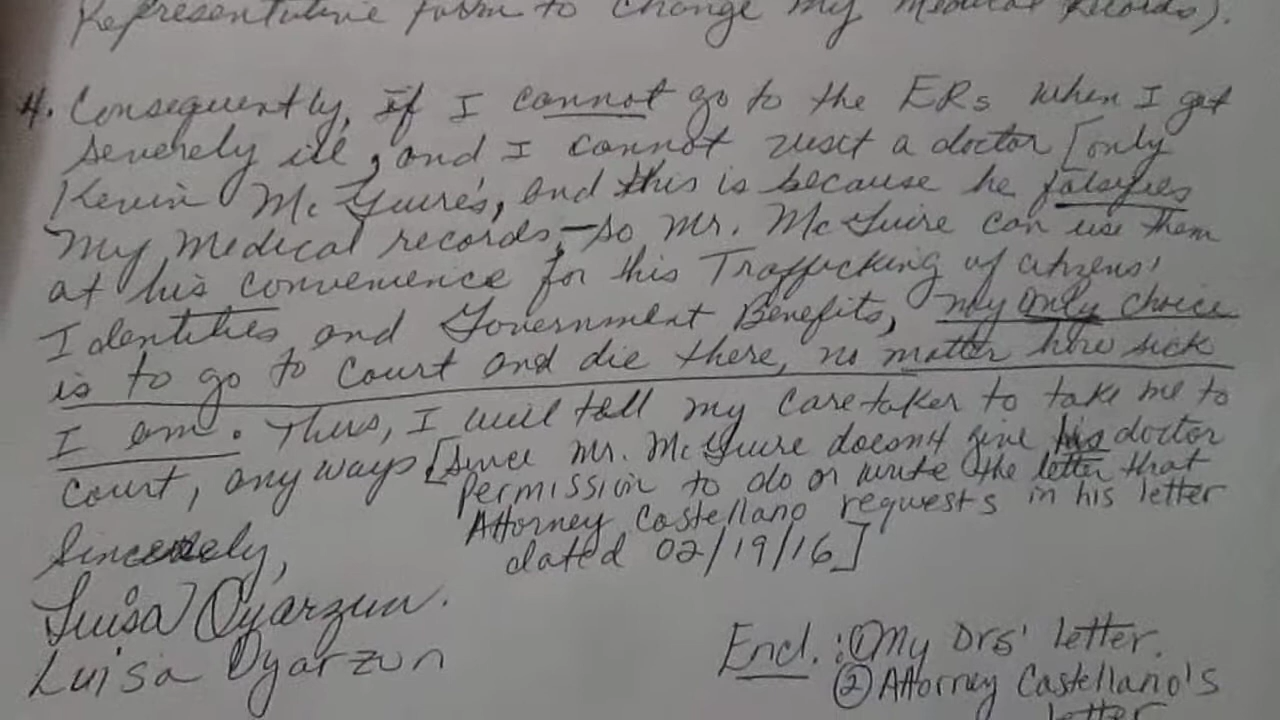 Representative form to change my medical records).
4. Consequently, if I cannot go to the ERs when I get
severely ill, and I cannot visit a doctor [only
Kevin McGuire's, and this is because he falsifies
my medical records,-so Mr. McGuire can use them
at his convenience for this Trafficking of citizens'
Identities and Government Benefits, my only choice
is to go to court and die there, no matter how sick
I am. Thus, I will tell my caretaker to take me to
court, anyways [since Mr. McGuire doesn't give his doctor
permission to do or write the letter that
Attorney Castellano requests in his letter
dated 02/19/16]
Sincerely,
Luisa Oyarzun.
Luisa Oyarzun
Encl.: ① My Drs' letter.
② Attorney Castellano's
letter